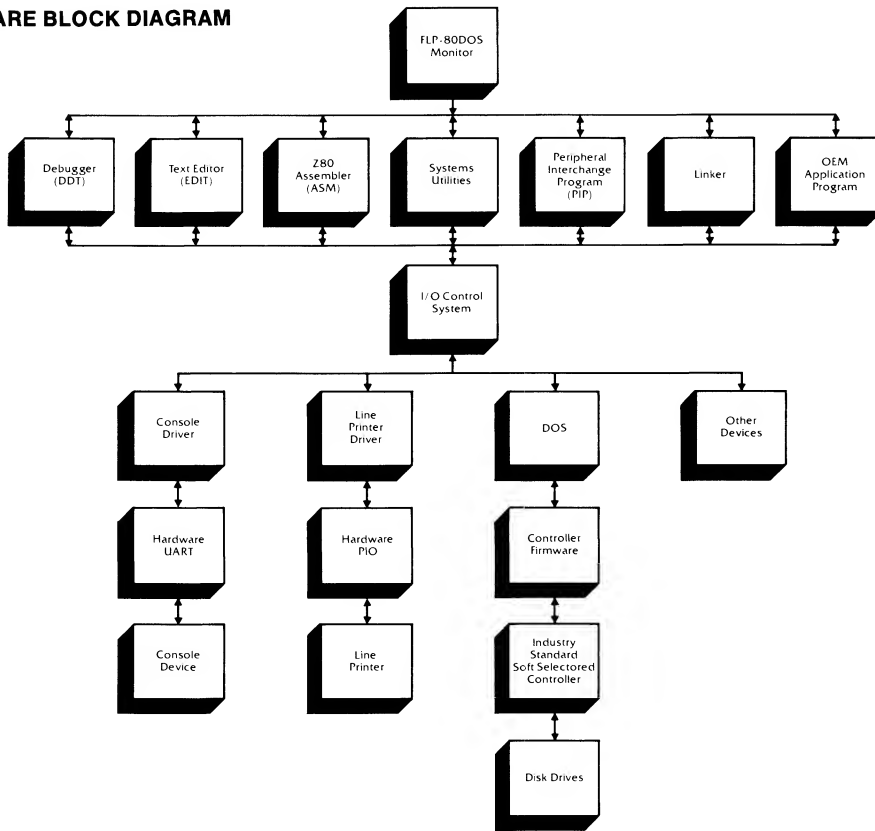 ARE BLOCK DIAGRAM
FLP-80DOS
Monitor
Debugger
(DDT)
Text Editor
(EDIT)
Z80
Assembler
(ASM)
Systems
Utilities
Peripheral
Interchange
Program
(PIP)
Linker
OEM
Application
Program
I/O Control
System
Console
Driver
Line
Printer
Driver
DOS
Other
Devices
Hardware
UART
Hardware
PIO
Controller
Firmware
Console
Device
Line
Printer
Industry
Standard
Soft Selectored
Controller
Disk Drives